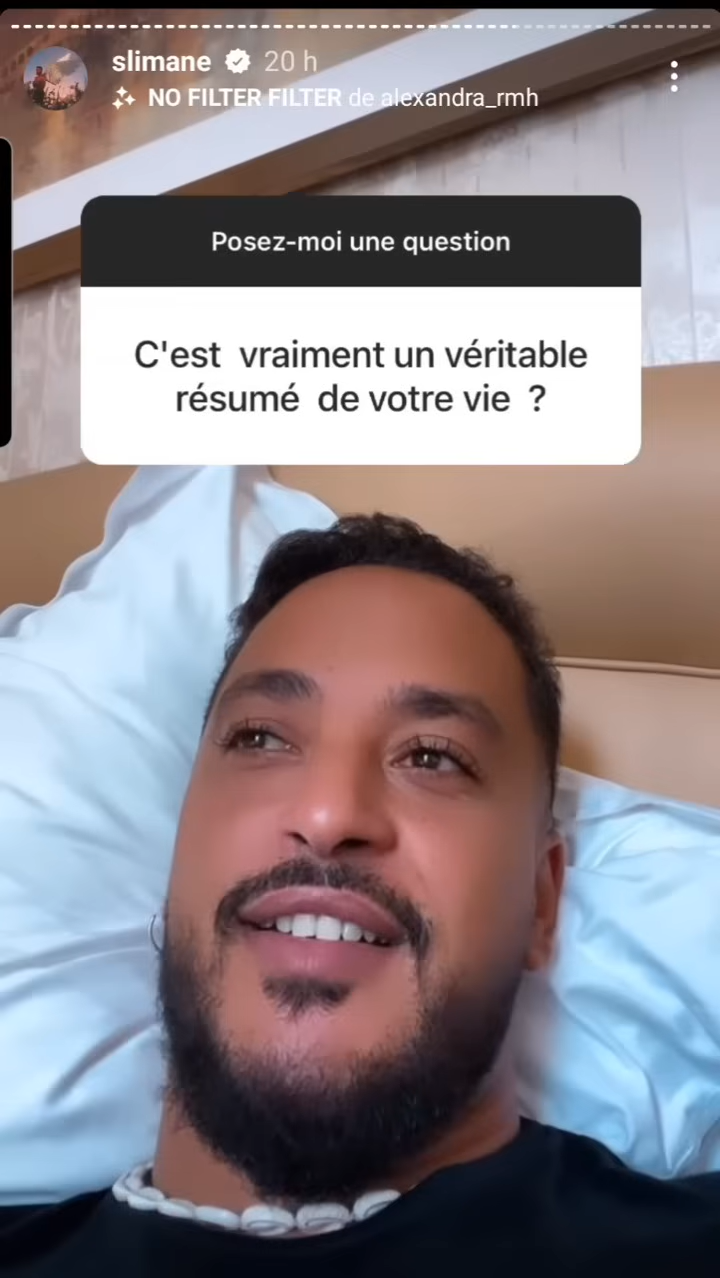 slimane 20 h
NO FILTER FILTER de alexandra_rmh
Posez-moi une question
C'est vraiment un véritable
résumé de votre vie ?